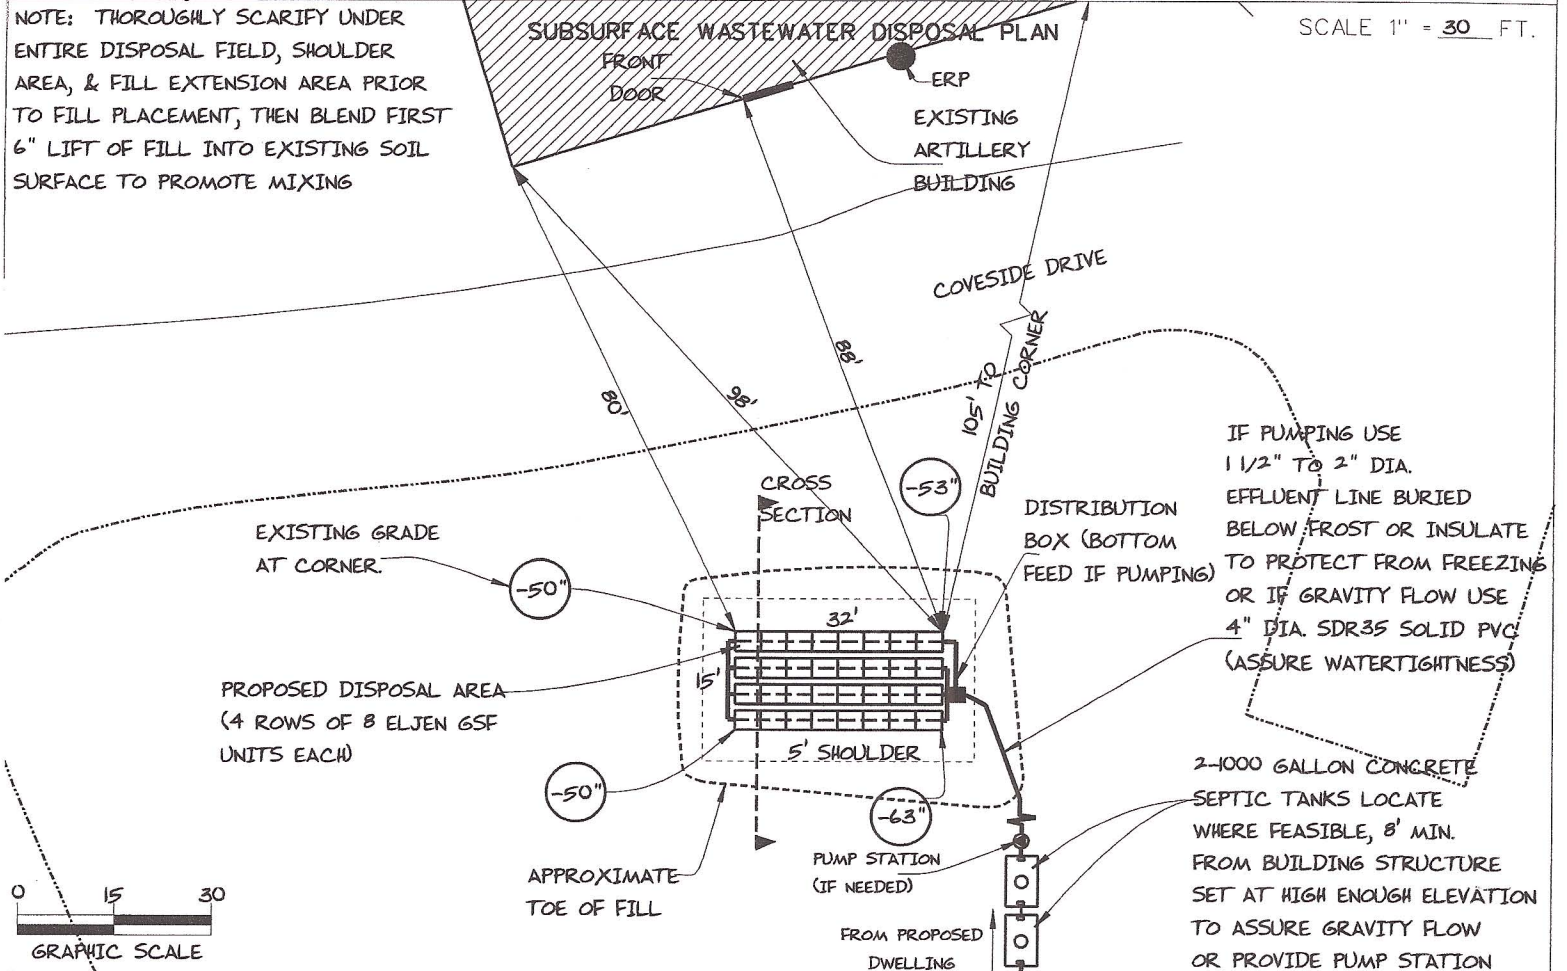 SUBSURFACE WASTEWATER DISPOSAL PLAN
SCALE 1" = 30 FT.
NOTE: THOROUGHLY SCARIFY UNDER
ENTIRE DISPOSAL FIELD, SHOULDER
AREA, & FILL EXTENSION AREA PRIOR
TO FILL PLACEMENT, THEN BLEND FIRST
6" LIFT OF FILL INTO EXISTING SOIL
SURFACE TO PROMOTE MIXING
FRONT
DOOR
ERP
EXISTING
ARTILLERY
BUILDING
COVESIDE DRIVE
80'
98'
88'
105' TO
BUILDING CORNER
CROSS
SECTION
-53"
EXISTING GRADE
AT CORNER.
-50"
DISTRIBUTION
BOX (BOTTOM
FEED IF PUMPING)
IF PUMPING USE
1 1/2" TO 2" DIA.
EFFLUENT LINE BURIED
BELOW FROST OR INSULATE
TO PROTECT FROM FREEZING
OR IF GRAVITY FLOW USE
4" DIA. SDR35 SOLID PVC
(ASSURE WATERTIGHTNESS)
32'
15'
5' SHOULDER
PROPOSED DISPOSAL AREA
(4 ROWS OF 8 ELJEN GSF
UNITS EACH)
-50"
-63"
APPROXIMATE
TOE OF FILL
PUMP STATION
(IF NEEDED)
2-1000 GALLON CONCRETE
SEPTIC TANKS LOCATE
WHERE FEASIBLE, 8' MIN.
FROM BUILDING STRUCTURE
SET AT HIGH ENOUGH ELEVATION
TO ASSURE GRAVITY FLOW
OR PROVIDE PUMP STATION
FROM PROPOSED
DWELLING
0 15 30
GRAPHIC SCALE